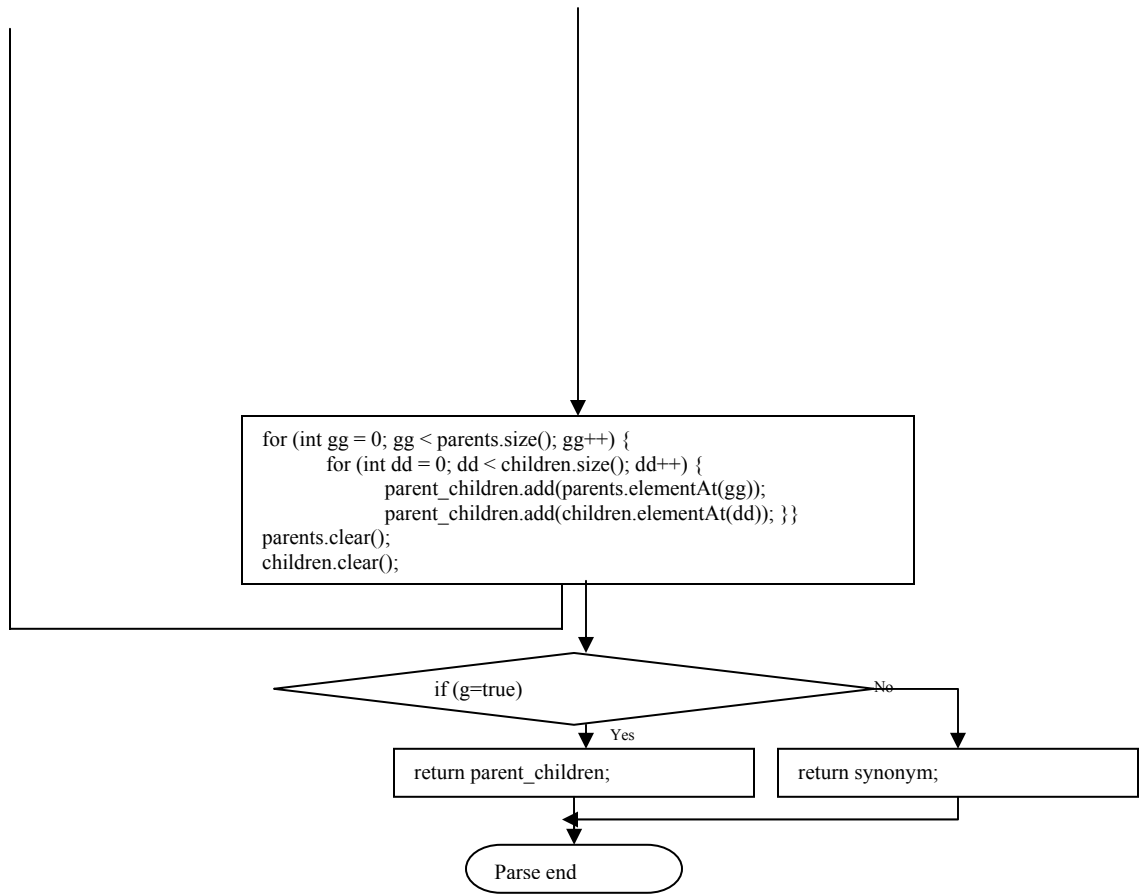 for (int gg = 0; gg < parents.size(); gg++) {
for (int dd = 0; dd < children.size(); dd++) {
parent_children.add(parents.elementAt(gg));
parent_children.add(children.elementAt(dd)); }}
parents.clear();
children.clear();
if (g=true)
No
Yes
return parent_children;
return synonym;
Parse end